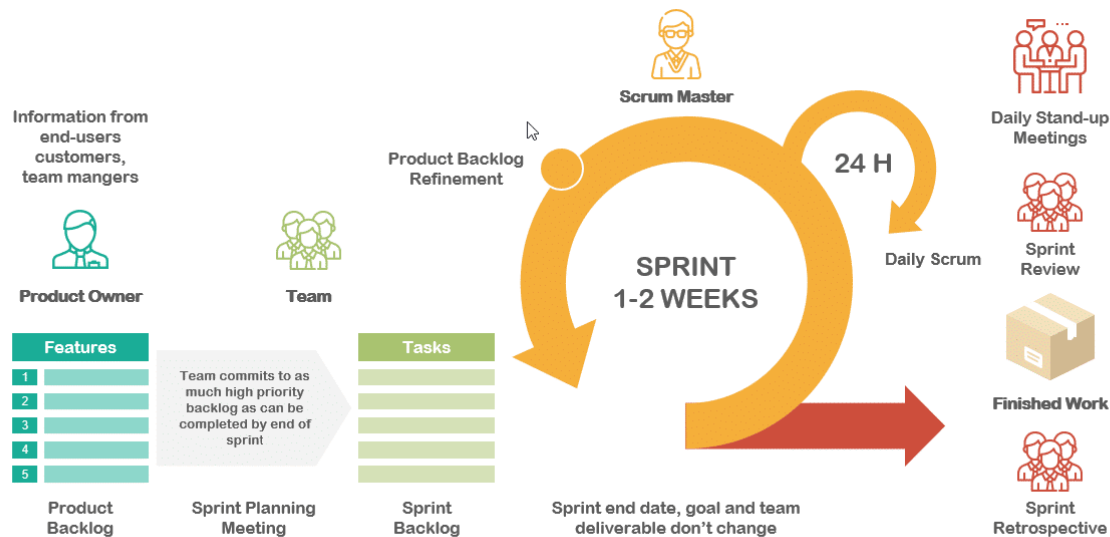 Information from
end-users
customers,
team mangers
Product Owner
Team
Features
1
2
3
4
5
Product
Backlog
Team commits to as
much high priority
backlog as can be
completed by end of
sprint
Sprint Planning
Meeting
Tasks
Sprint
Backlog
Scrum Master
Product Backlog
Refinement
SPRINT
1-2 WEEKS
24 H
Daily Scrum
Sprint end date, goal and team
deliverable don't change
Daily Stand-up
Meetings
Sprint
Review
Finished Work
Sprint
Retrospective